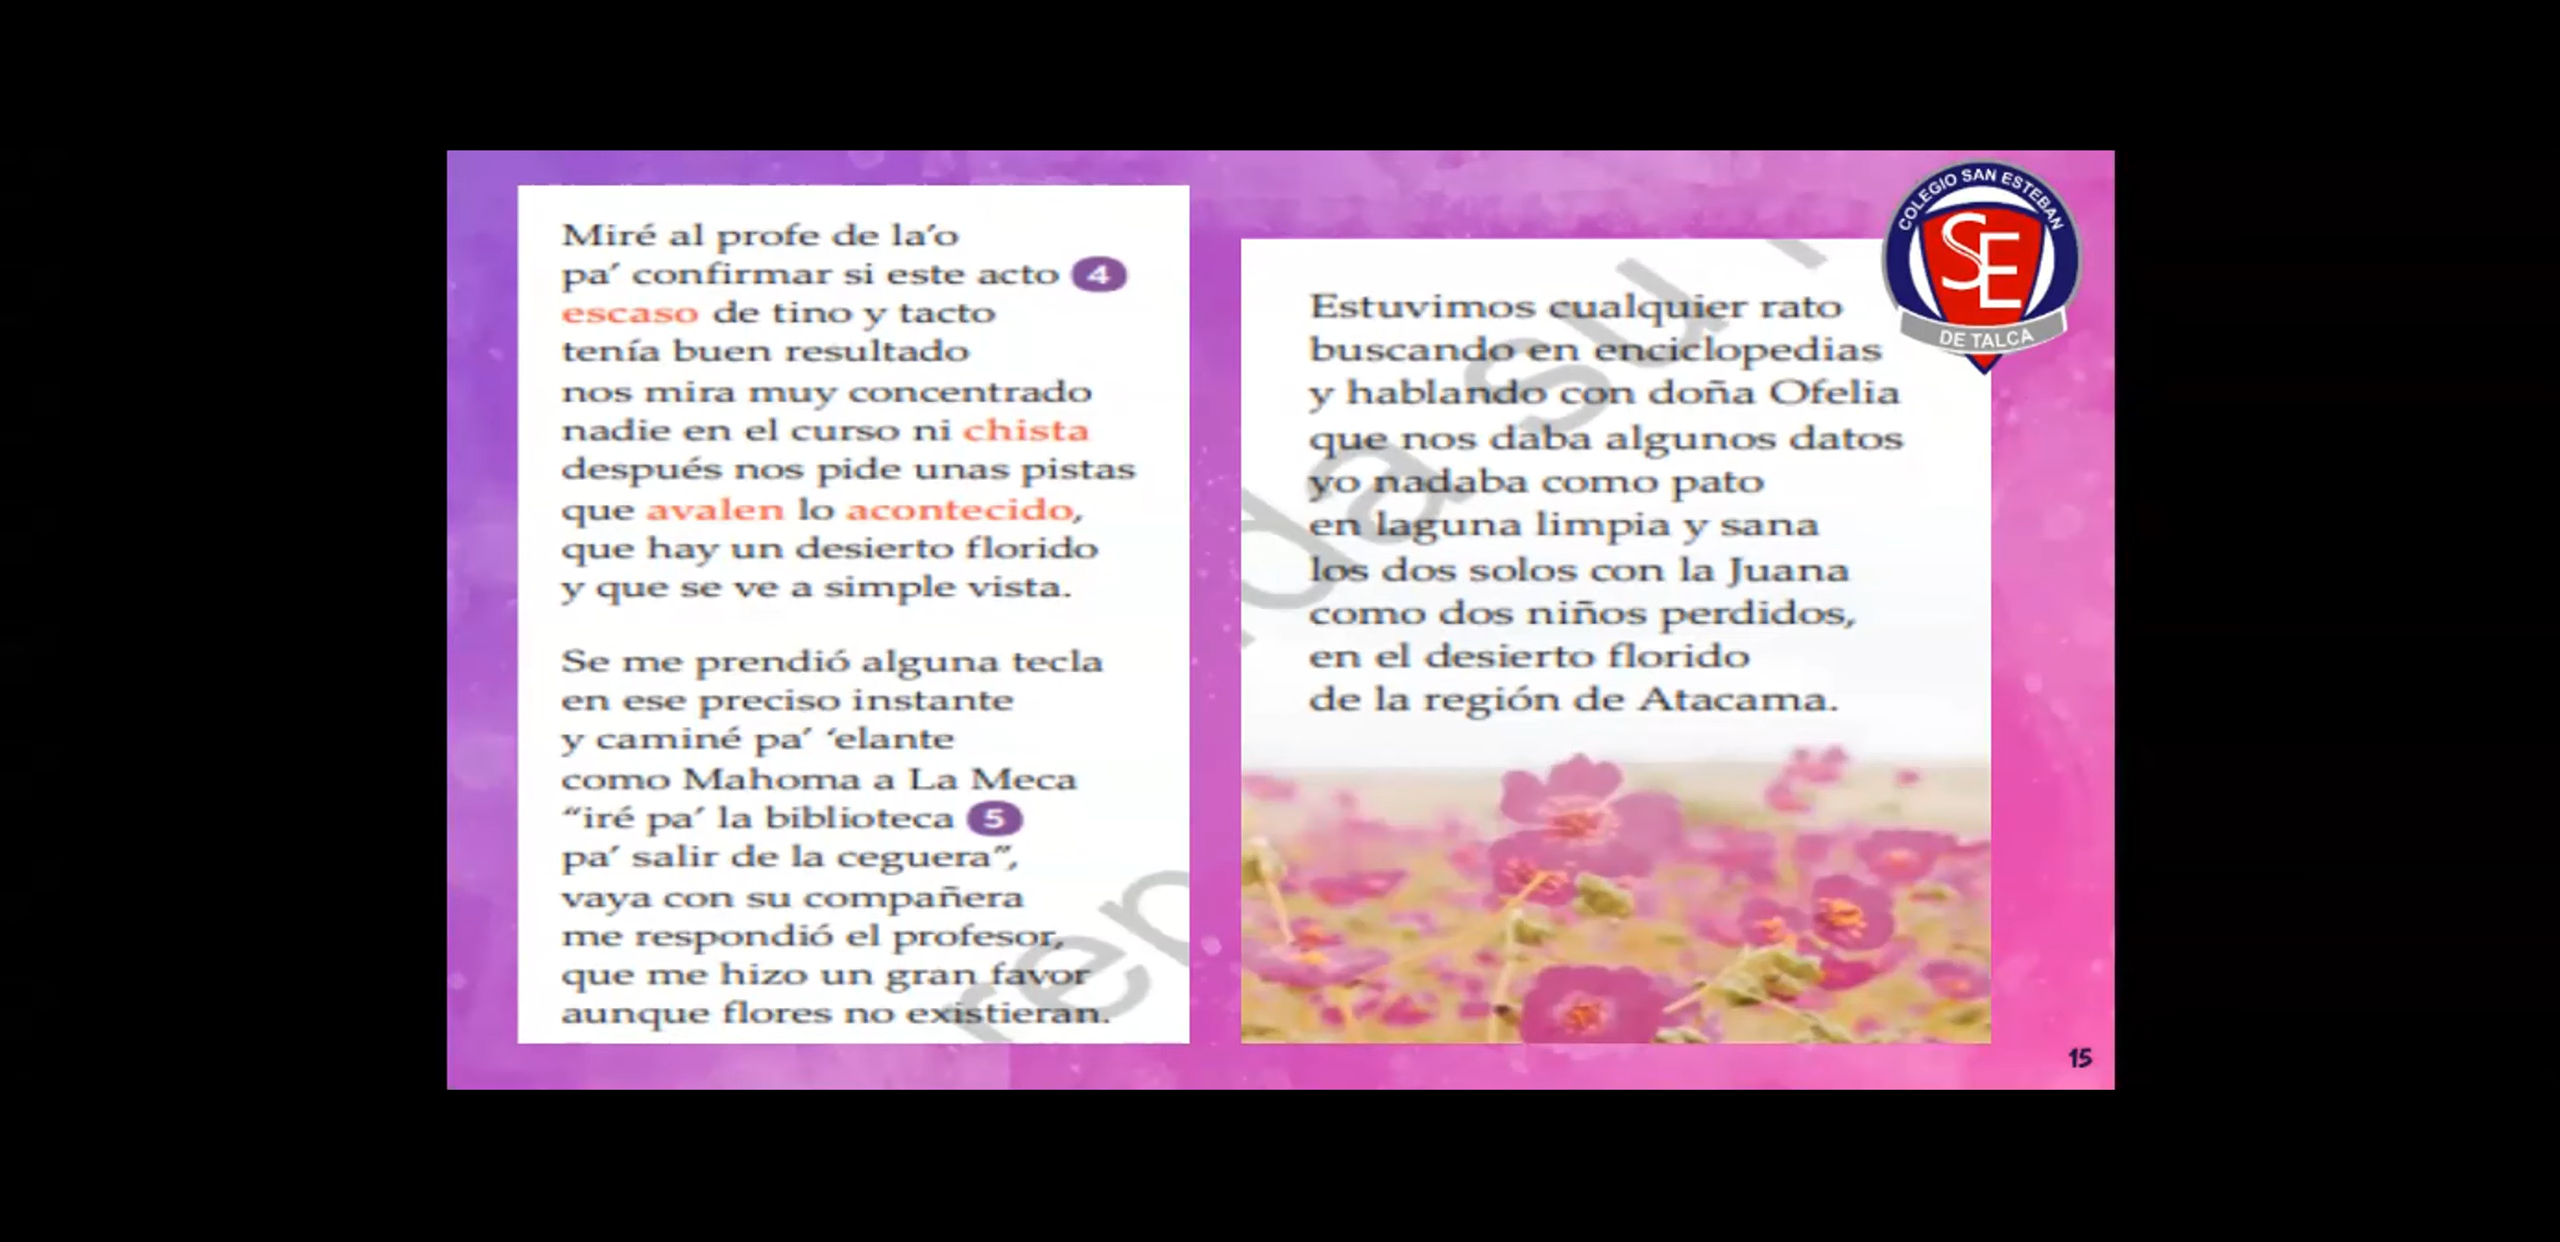 Miré al profe de la’o
pa’ confirmar si este acto 4
escaso de tino y tacto
tenía buen resultado
nos mira muy concentrado
nadie en el curso ni chista
después nos pide unas pistas
que avalen lo acontecido,
que hay un desierto florido
y que se ve a simple vista.
Se me prendió alguna tecla
en ese preciso instante
y caminé pa’ ‘elante
como Mahoma a La Meca
“iré pa’ la biblioteca 5
pa’ salir de la ceguera”,
vaya con su compañera
me respondió el profesor,
que me hizo un gran favor
aunque flores no existieran.
Estuvimos cualquier rato
buscando en enciclopedias
y hablando con doña Ofelia
que nos daba algunos datos
yo nadaba como pato
en laguna limpia y sana
los dos solos con la Juana
como dos niños perdidos,
en el desierto florido
de la región de Atacama.
COLEGIO SAN ESTEBAN
SE
DE TALCA
15